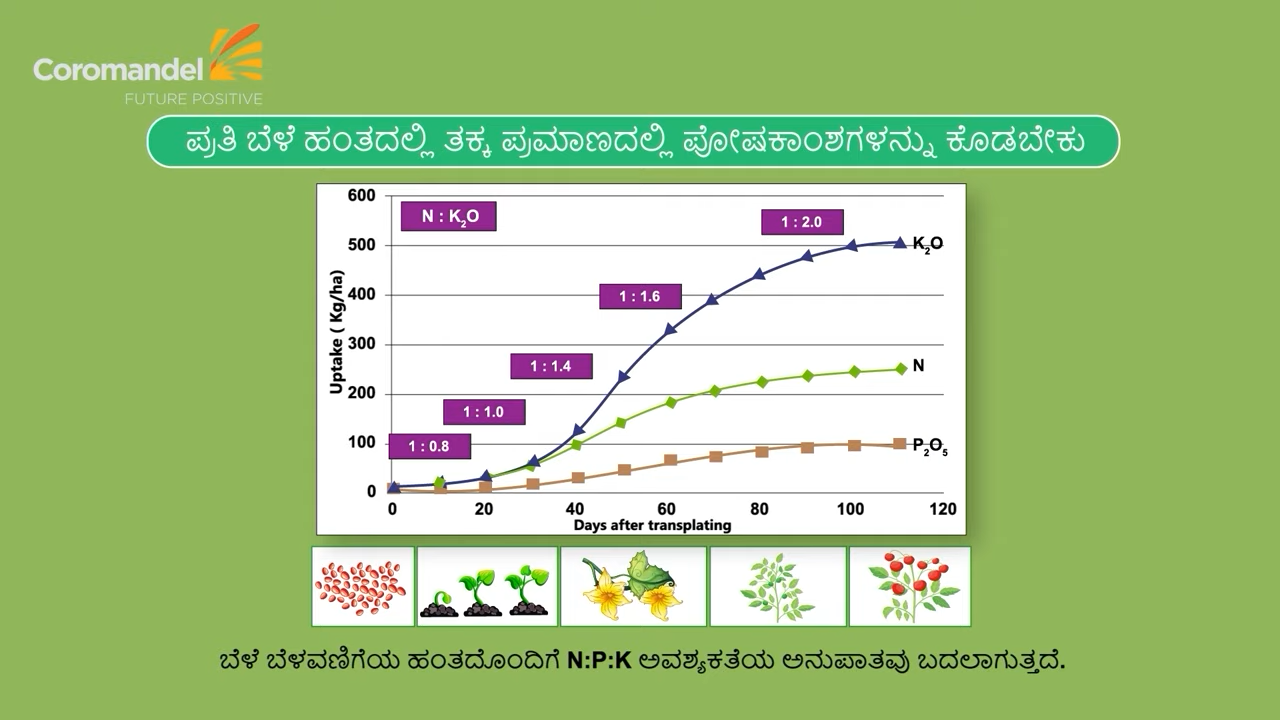 Coromandel
FUTURE POSITIVE
ಪ್ರತಿ ಬೆಳೆ ಹಂತದಲ್ಲಿ ತಕ್ಕ ಪ್ರಮಾಣದಲ್ಲಿ ಪೋಷಕಾಂಶಗಳನ್ನು ಕೊಡಬೇಕು
600
N : K₂O
1 : 2.0
500
K₂O
400
1 : 1.6
Uptake ( Kg/ha)
300
1 : 1.4
N
200
1 : 1.0
100
1 : 0.8
P₂O₅
0
0 20 40 60 80 100 120
Days after transplating
ಬೆಳೆ ಬೆಳವಣಿಗೆಯ ಹಂತದೊಂದಿಗೆ N:P:K ಅವಶ್ಯಕತೆಯ ಅನುಪಾತವು ಬದಲಾಗುತ್ತದೆ.